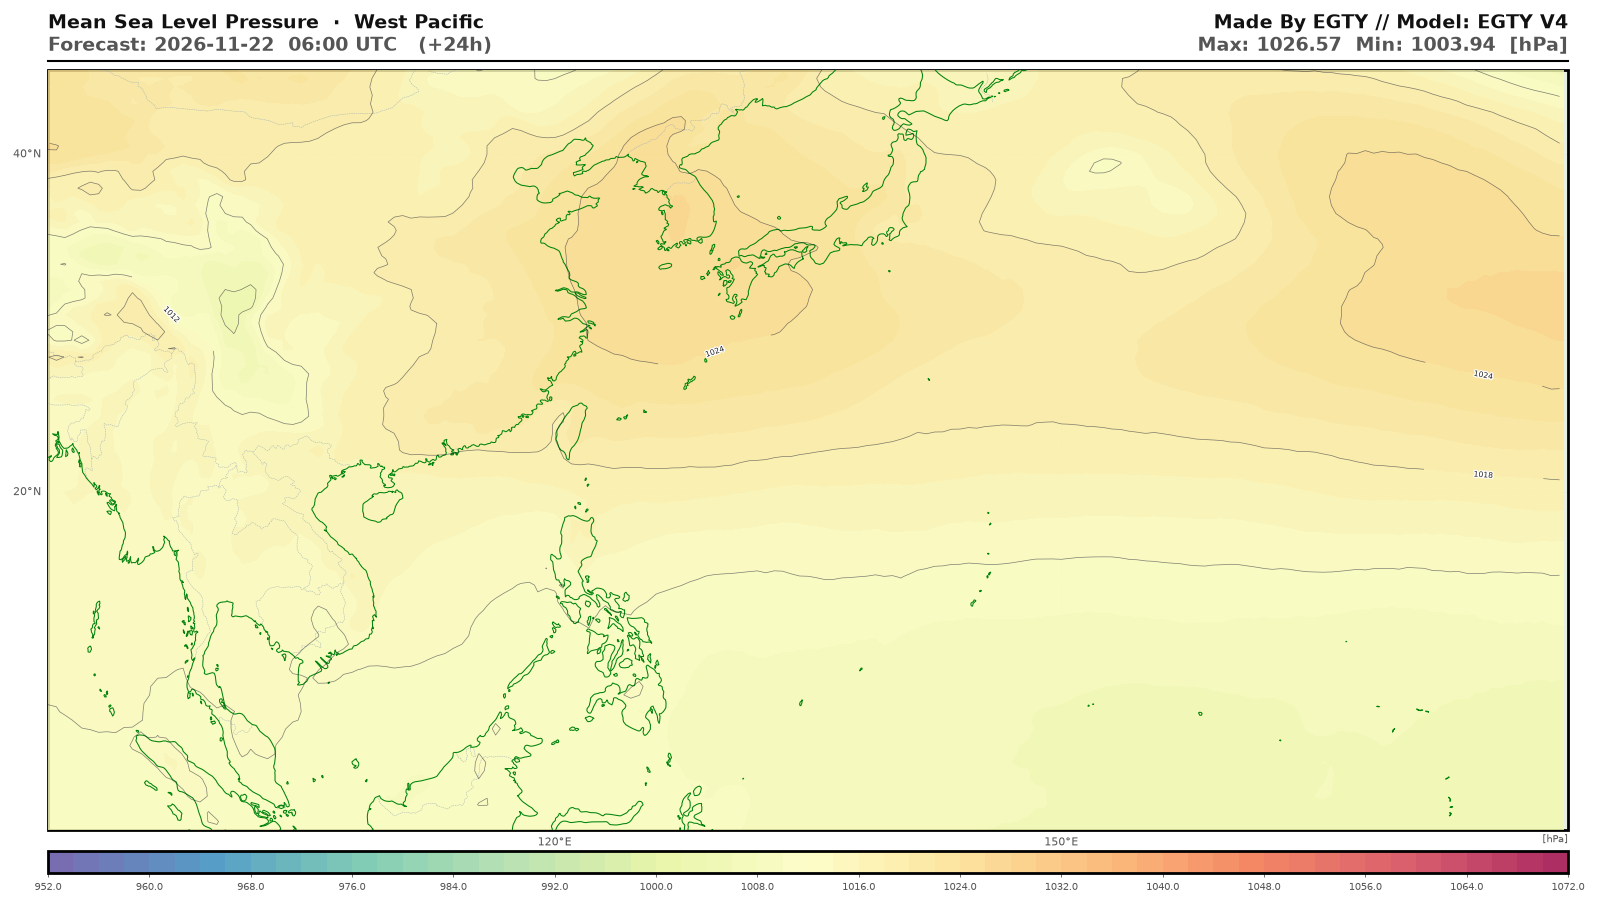 Mean Sea Level Pressure · West Pacific
Made By EGTY // Model: EGTY V4
Forecast: 2026-11-22 06:00 UTC (+24h)
Max: 1026.57 Min: 1003.94 [hPa]
40°N
1012
1024
1024
1018
20°N
120°E
150°E
[hPa]
952.0 960.0 968.0 976.0 984.0 992.0 1000.0 1008.0 1016.0 1024.0 1032.0 1040.0 1048.0 1056.0 1064.0 1072.0